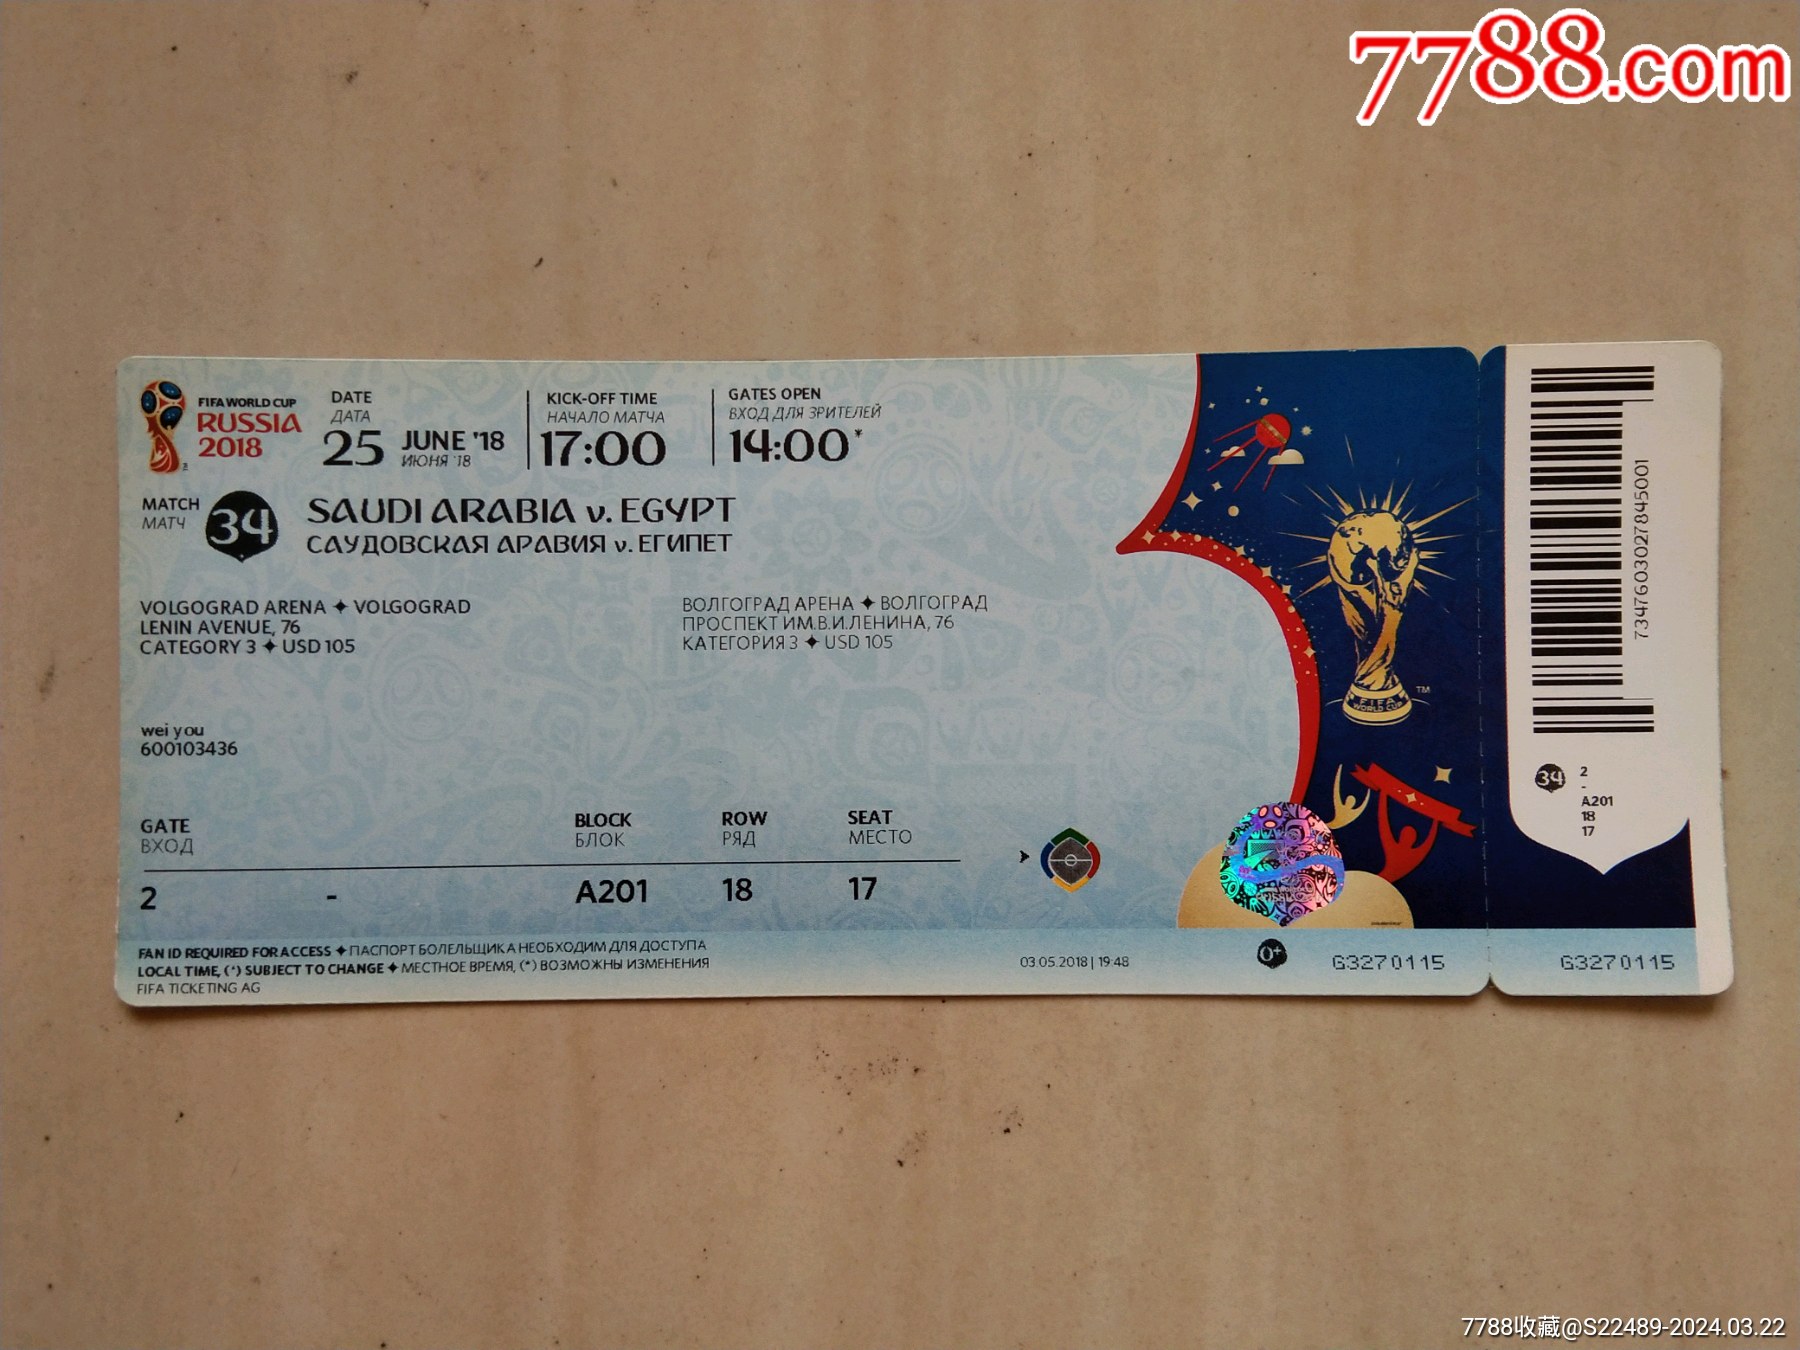 7788.com
FIFA WORLD CUP
RUSSIA
2018
DATE
ДАТА
25 JUNE '18
ИЮНЯ '18
KICK-OFF TIME
НАЧАЛО МАТЧА
17:00
GATES OPEN
ВХОД ДЛЯ ЗРИТЕЛЕЙ
14:00*
MATCH
МАТЧ
34
SAUDI ARABIA v. EGYPT
САУДОВСКАЯ АРАВИЯ v. ЕГИПЕТ
VOLGOGRAD ARENA ✦ VOLGOGRAD
LENIN AVENUE, 76
CATEGORY 3 ✦ USD 105
ВОЛГОГРАД АРЕНА ✦ ВОЛГОГРАД
ПРОСПЕКТ ИМ.В.И.ЛЕНИНА, 76
КАТЕГОРИЯ 3 ✦ USD 105
wei you
600103436
GATE
ВХОД
BLOCK
БЛОК
ROW
РЯД
SEAT
МЕСТО
2 - A201 18 17
FAN ID REQUIRED FOR ACCESS ✦ ПАСПОРТ БОЛЕЛЬЩИКА НЕОБХОДИМ ДЛЯ ДОСТУПА
LOCAL TIME, (*) SUBJECT TO CHANGE ✦ МЕСТНОЕ ВРЕМЯ, (*) ВОЗМОЖНЫ ИЗМЕНЕНИЯ
FIFA TICKETING AG
03.05.2018 | 19:48
0+
G3270115
FIFA
WORLD CUP
TM
7347603027845001
34
2
-
A201
18
17
G3270115
7788收藏@S22489-2024.03.22